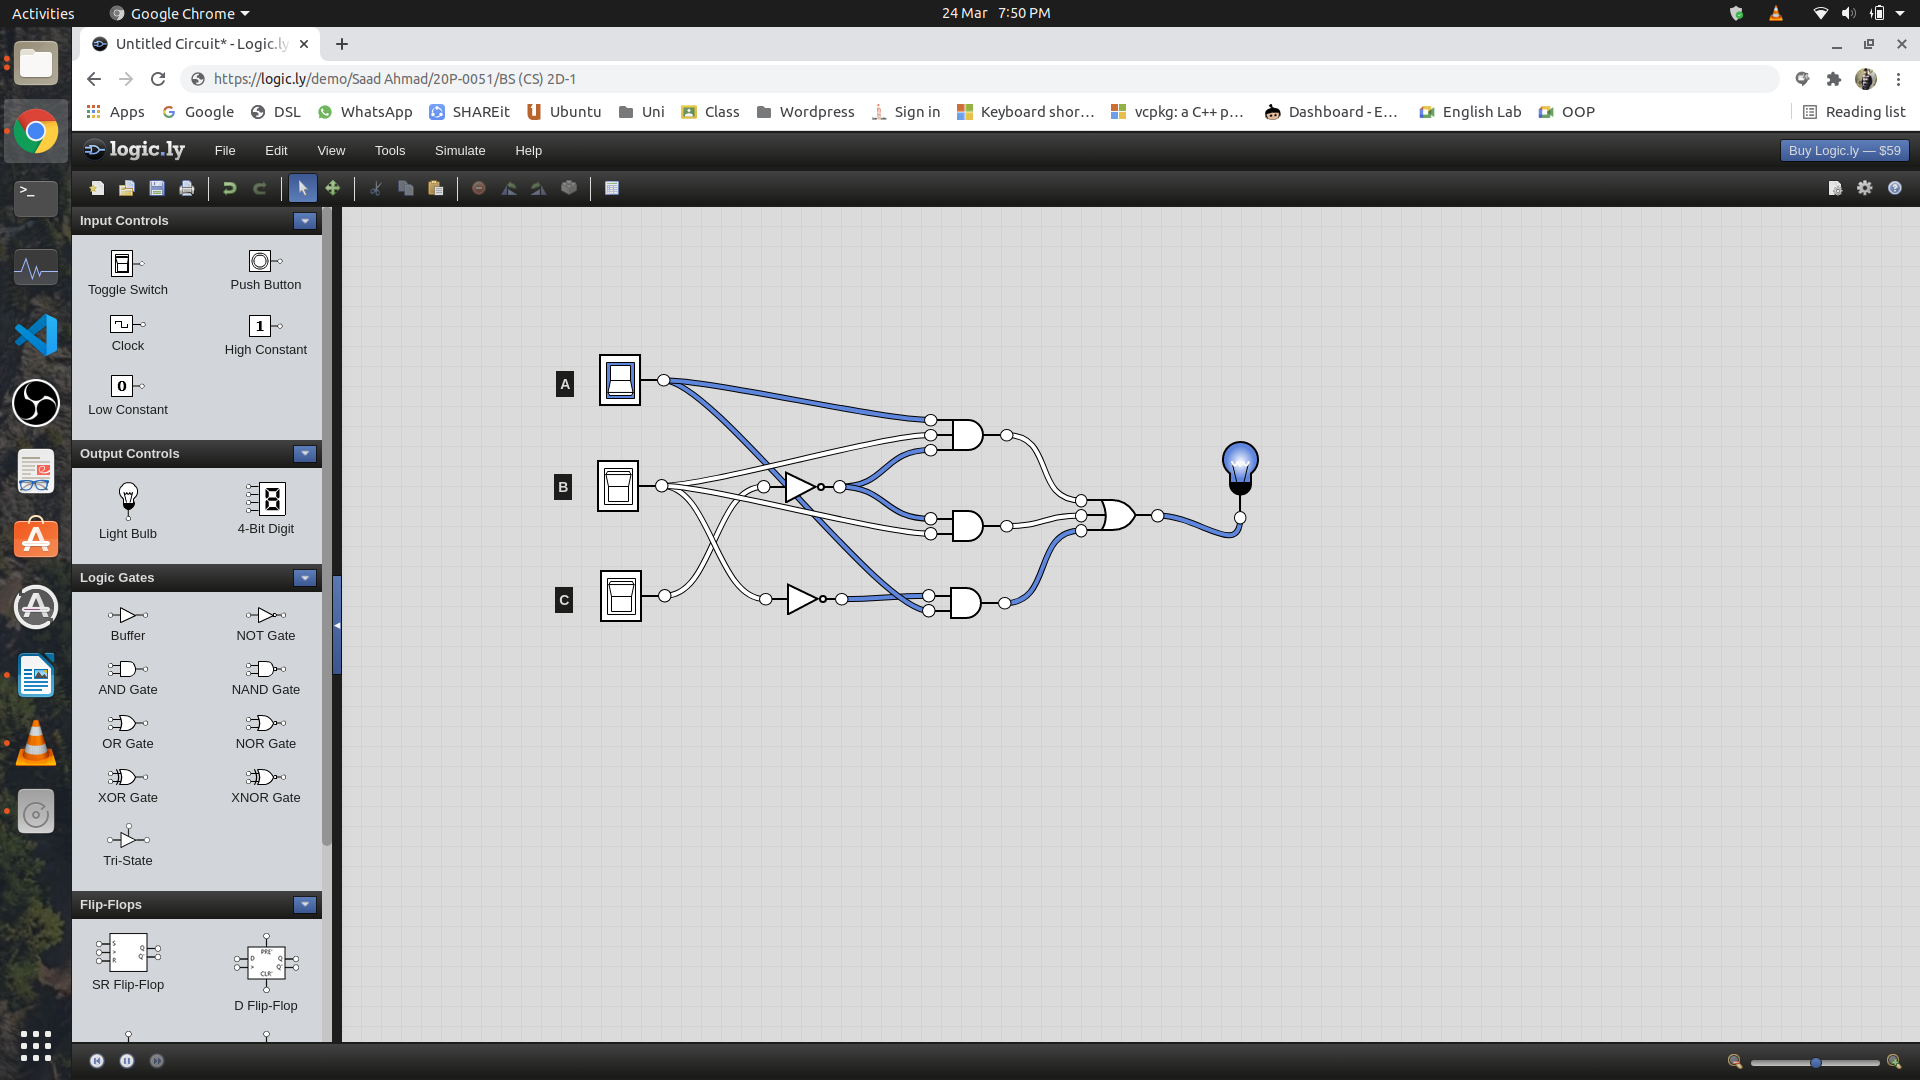 Activities
Google Chrome
24 Mar 7:50 PM
Untitled Circuit* - Logic.ly
https://logic.ly/demo/Saad Ahmad/20P-0051/BS (CS) 2D-1
Apps
Google
DSL
WhatsApp
SHAREit
Ubuntu
Uni
Class
Wordpress
Sign in
Keyboard shor…
vcpkg: a C++ p…
Dashboard - E…
English Lab
OOP
Reading list
logic.ly
File
Edit
View
Tools
Simulate
Help
Buy Logic.ly — $59
Input Controls
Toggle Switch
Push Button
Clock
1
High Constant
0
Low Constant
Output Controls
Light Bulb
4-Bit Digit
Logic Gates
Buffer
NOT Gate
AND Gate
NAND Gate
OR Gate
NOR Gate
XOR Gate
XNOR Gate
Tri-State
Flip-Flops
S
>
R
Q
Q'
SR Flip-Flop
PRE'
D
>
Q
Q'
CLR'
D Flip-Flop
A
B
C